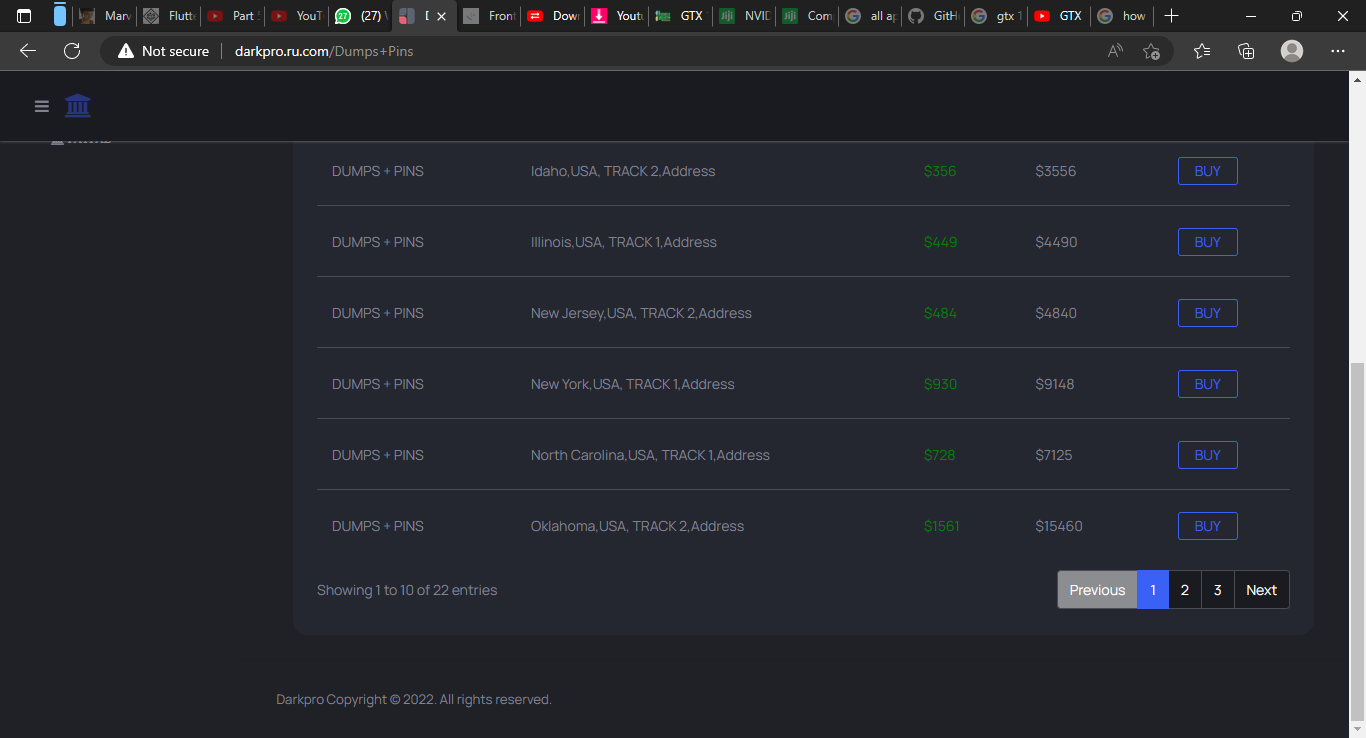 Marv
Flutte
Part
YouT
27
(27)
Front
Dow
Youtu
GTX
NVID
Com
all ap
GitH
gtx 1
GTX
how
Not secure
darkpro.ru.com/Dumps+Pins
DUMPS + PINS Idaho,USA, TRACK 2,Address $356 $3556 BUY
DUMPS + PINS Illinois,USA, TRACK 1,Address $449 $4490 BUY
DUMPS + PINS New Jersey,USA, TRACK 2,Address $484 $4840 BUY
DUMPS + PINS New York,USA, TRACK 1,Address $930 $9148 BUY
DUMPS + PINS North Carolina,USA, TRACK 1,Address $728 $7125 BUY
DUMPS + PINS Oklahoma,USA, TRACK 2,Address $1561 $15460 BUY
Showing 1 to 10 of 22 entries Previous 1 2 3 Next
Darkpro Copyright © 2022. All rights reserved.